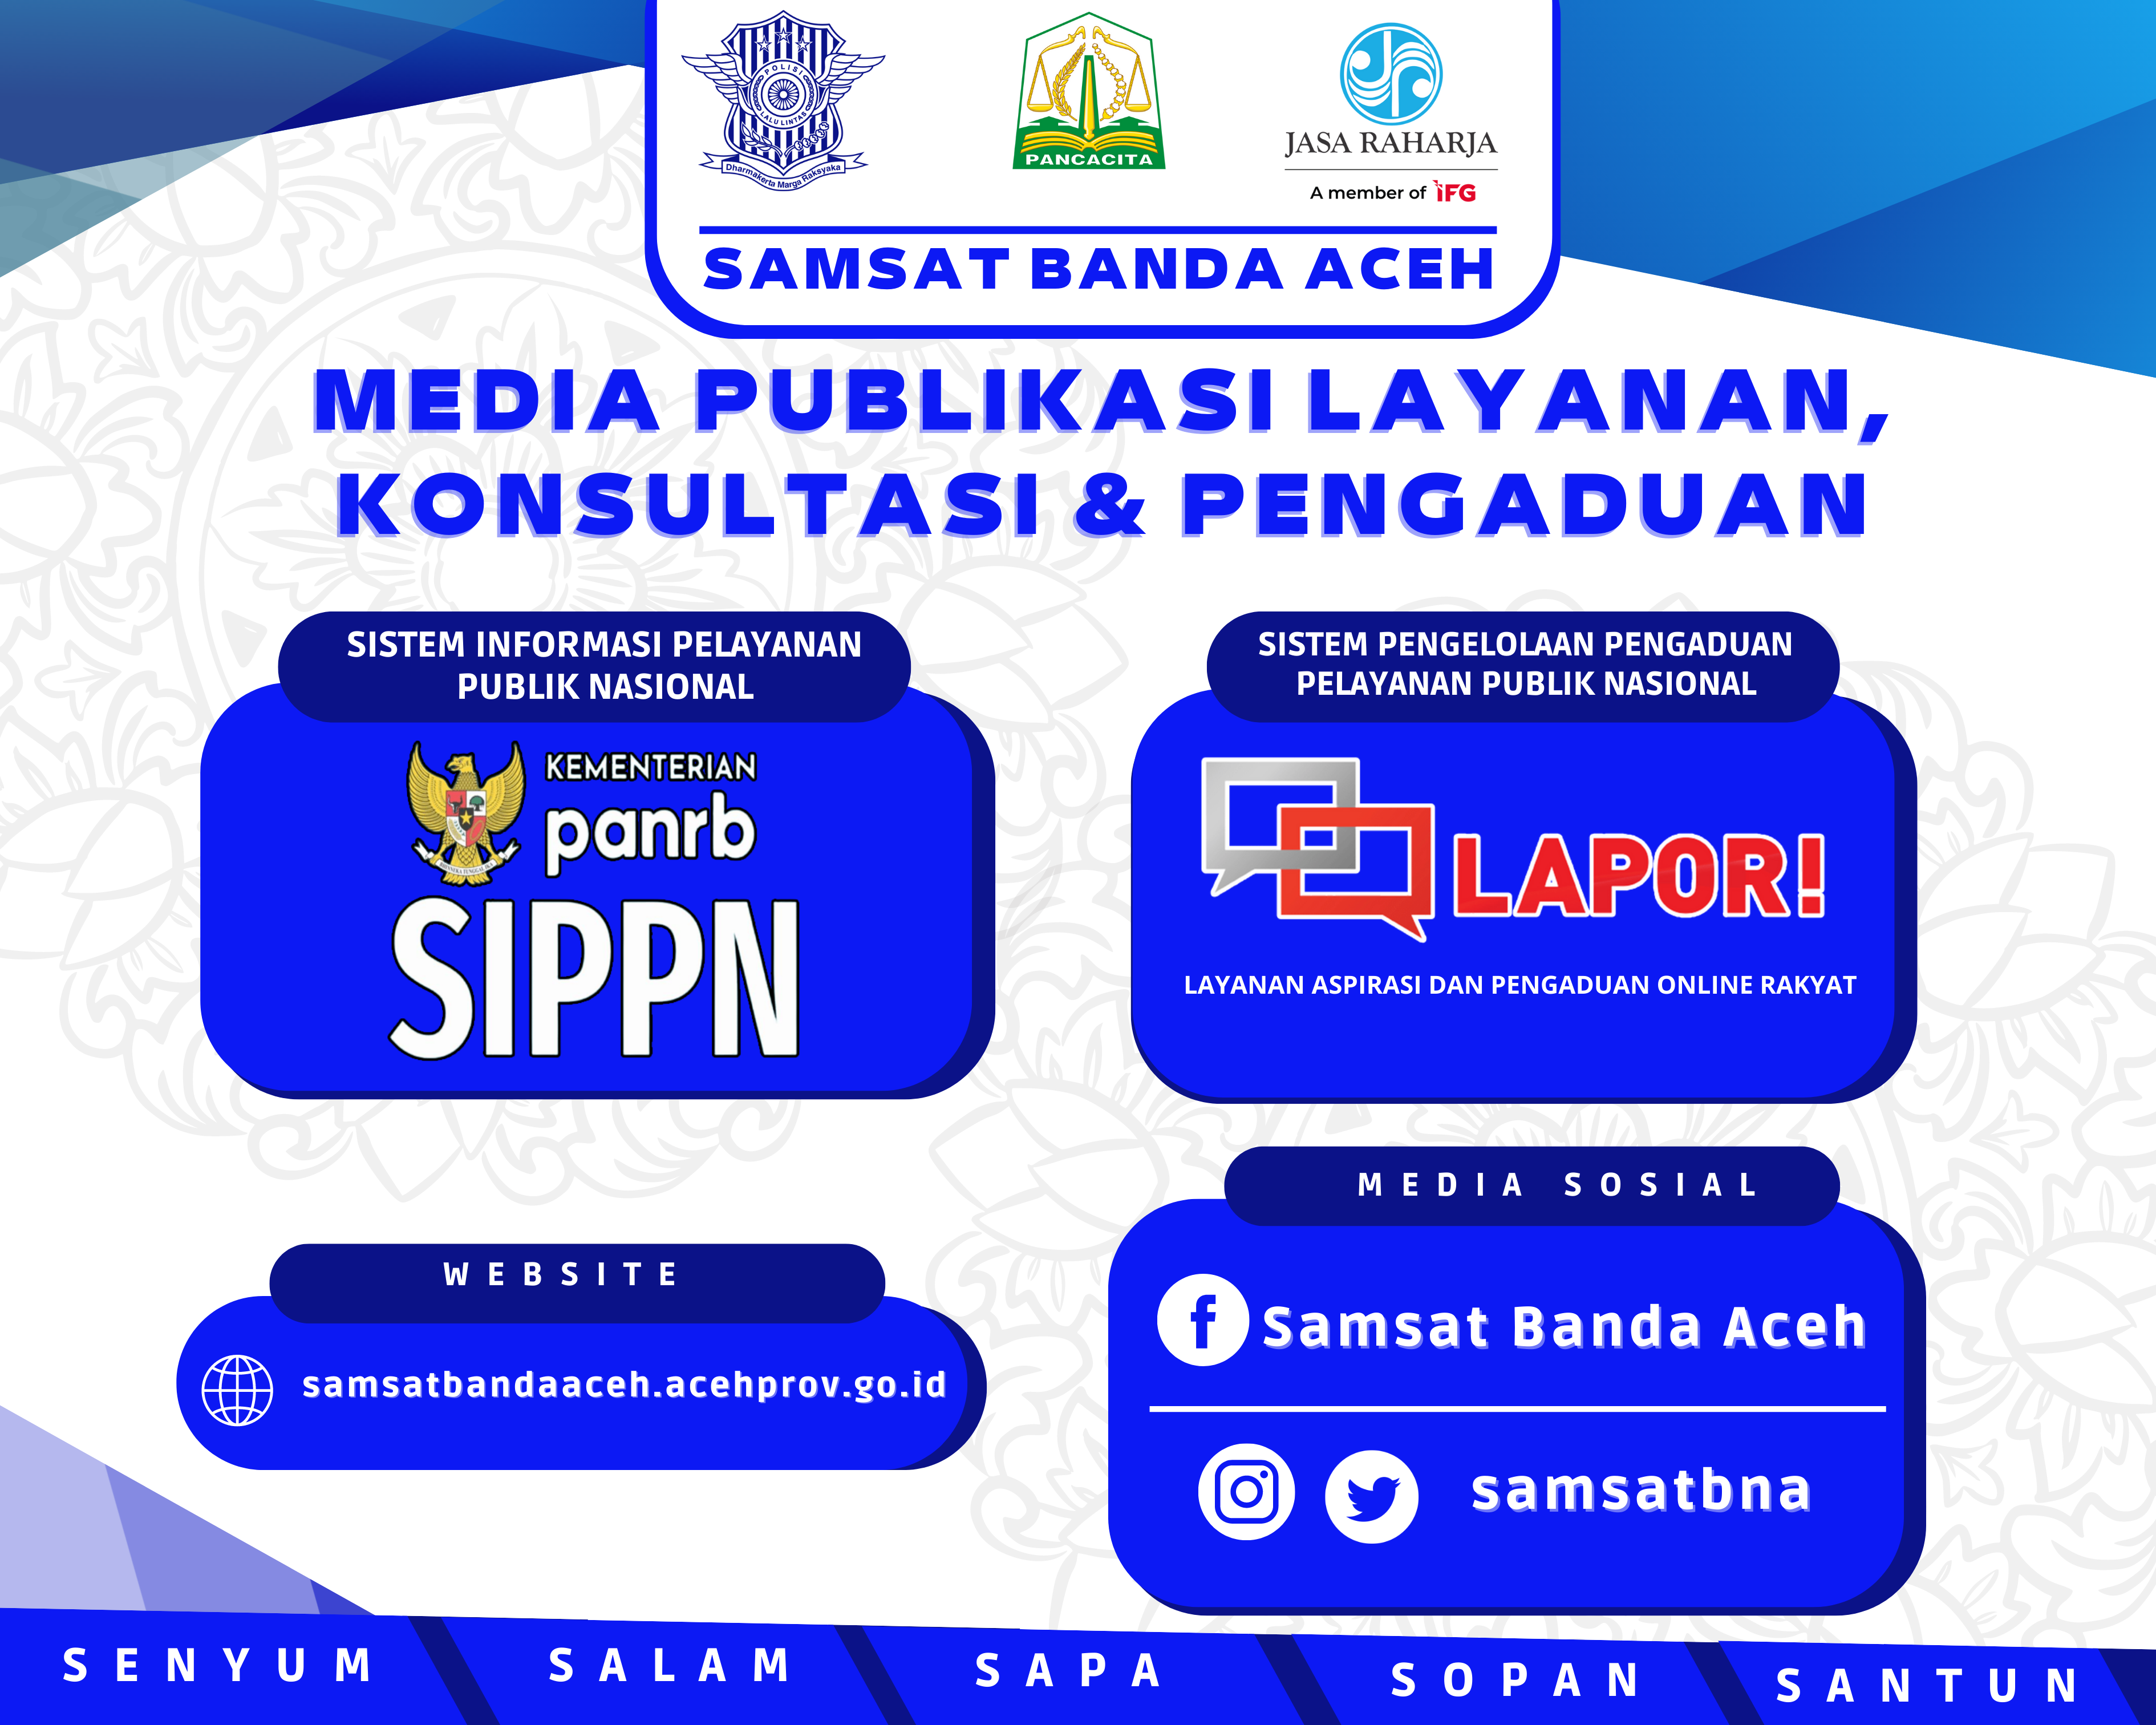 POLISI
LALU LINTAS
Dharmakerta Marga Raksyaka
PANCACITA
JASA RAHARJA
A member of IFG
SAMSAT BANDA ACEH
MEDIA PUBLIKASI LAYANAN,
KONSULTASI & PENGADUAN
SISTEM INFORMASI PELAYANAN
PUBLIK NASIONAL
KEMENTERIAN
panrb
SIPPN
SISTEM PENGELOLAAN PENGADUAN
PELAYANAN PUBLIK NASIONAL
LAPOR!
LAYANAN ASPIRASI DAN PENGADUAN ONLINE RAKYAT
WEBSITE
samsatbandaaceh.acehprov.go.id
MEDIA SOSIAL
Samsat Banda Aceh
samsatbna
SENYUM SALAM SAPA SOPAN SANTUN